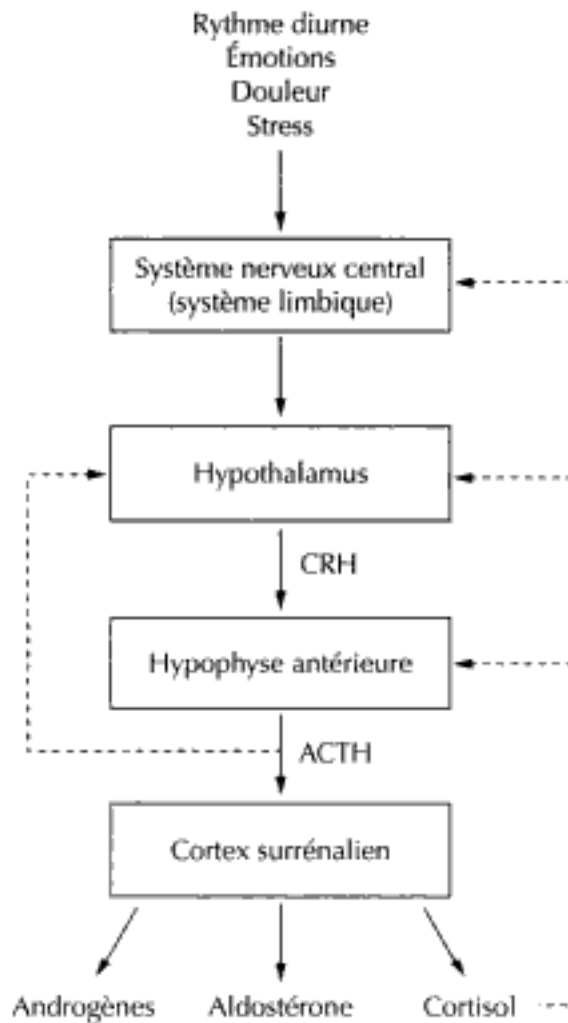 Rythme diurne
Émotions
Douleur
Stress
Système nerveux central
(système limbique)
Hypothalamus
CRH
Hypophyse antérieure
ACTH
Cortex surrénalien
Androgènes Aldostérone Cortisol